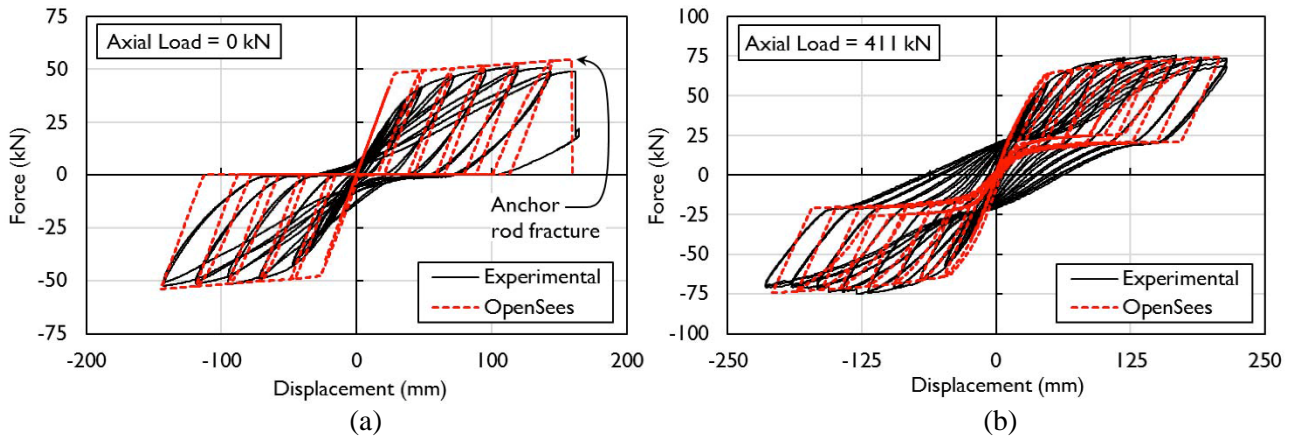 Axial Load = 0 kN
75
50
25
0
-25
-50
-75
Force (kN)
-200
-100
0
100
200
Displacement (mm)
Anchor
rod fracture
Experimental
OpenSees
(a)
Axial Load = 411 kN
100
75
50
25
0
-25
-50
-75
-100
Force (kN)
-250
-125
0
125
250
Displacement (mm)
Experimental
OpenSees
(b)